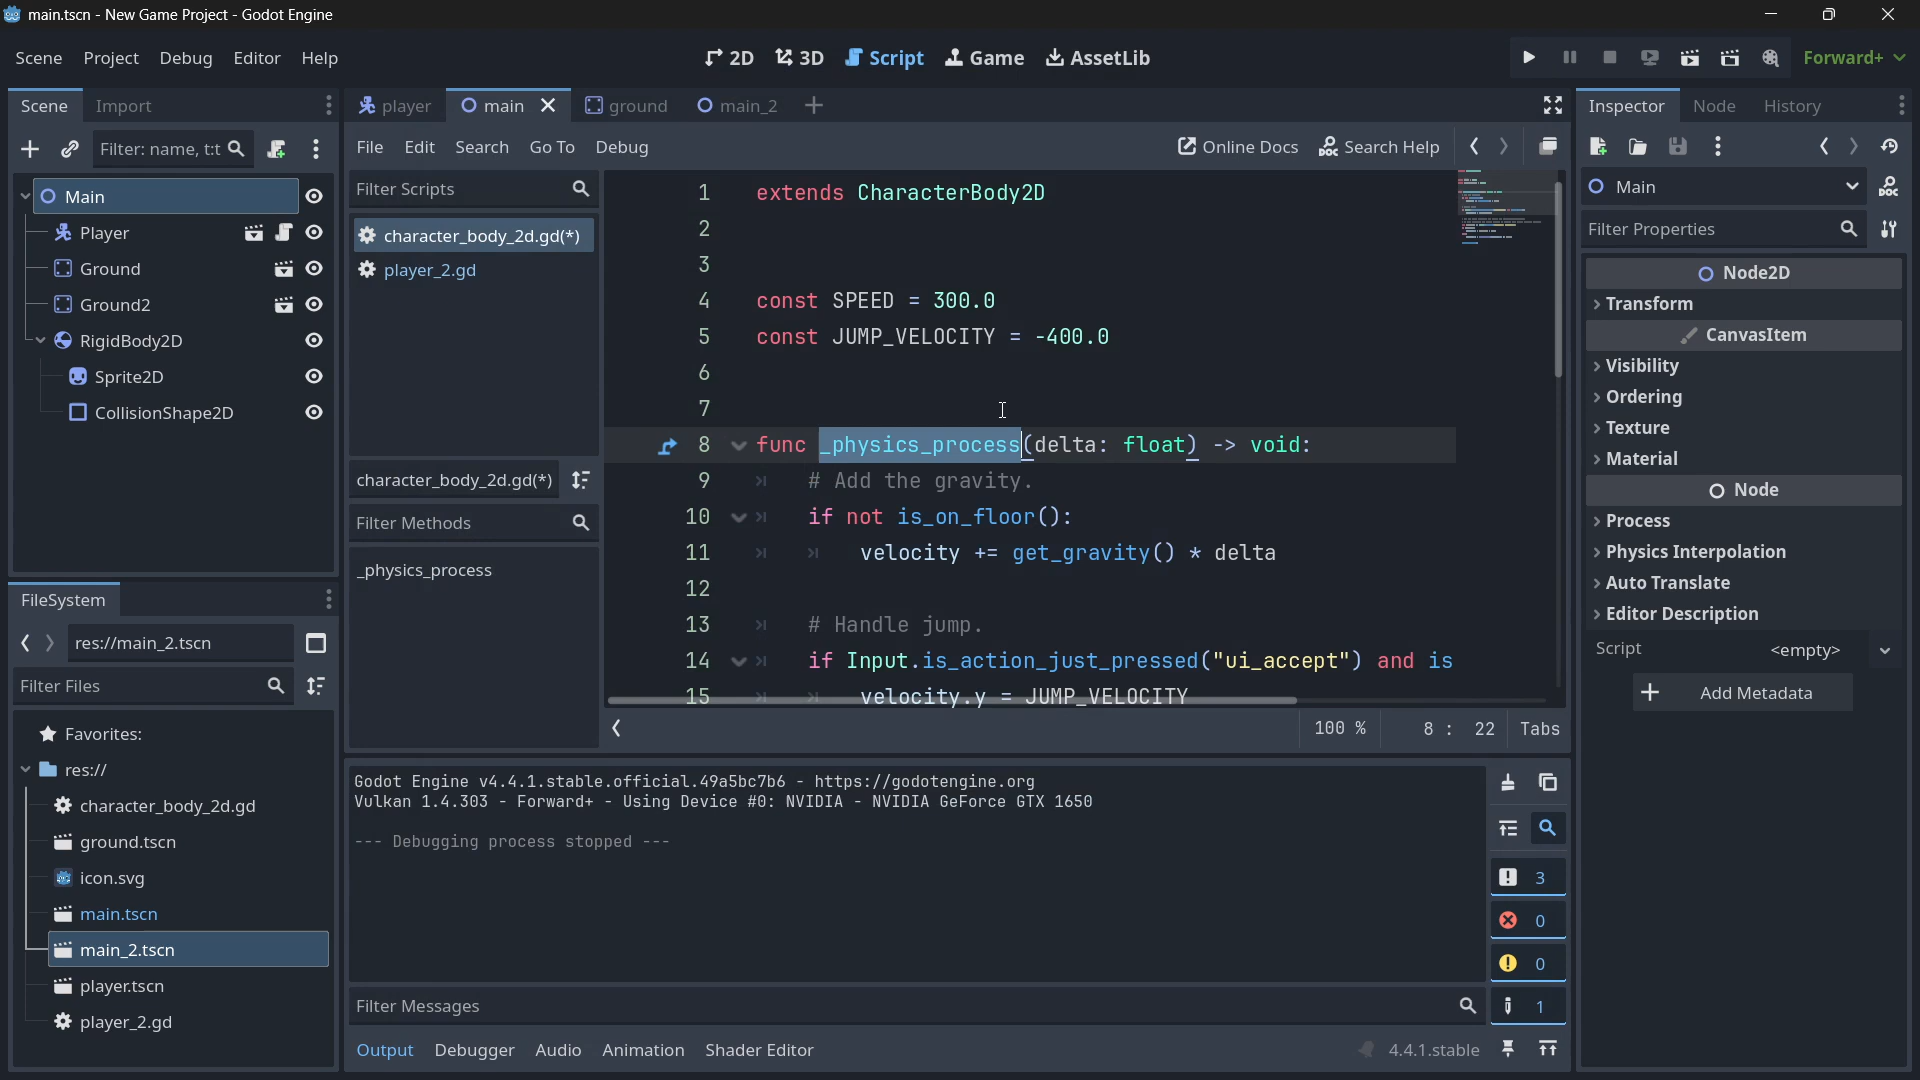 main.tscn - New Game Project - Godot Engine
Scene Project Debug Editor Help
2D 3D Script Game AssetLib
Forward+
Scene Import
Filter: name, t:t
Main
Player
Ground
Ground2
RigidBody2D
Sprite2D
CollisionShape2D
FileSystem
res://main_2.tscn
Filter Files
Favorites:
res://
character_body_2d.gd
ground.tscn
icon.svg
main.tscn
main_2.tscn
player.tscn
player_2.gd
player main ground main_2
File Edit Search Go To Debug
Online Docs Search Help
Filter Scripts
character_body_2d.gd(*)
player_2.gd
character_body_2d.gd(*)
Filter Methods
_physics_process
1 extends CharacterBody2D
2
3
4 const SPEED = 300.0
5 const JUMP_VELOCITY = -400.0
6
7
8 func _physics_process(delta: float) -> void:
9 # Add the gravity.
10 if not is_on_floor():
11 velocity += get_gravity() * delta
12
13 # Handle jump.
14 if Input.is_action_just_pressed("ui_accept") and is
15 velocity.y = JUMP_VELOCITY
100 % 8 : 22 Tabs
Godot Engine v4.4.1.stable.official.49a5bc7b6 - https://godotengine.org
Vulkan 1.4.303 - Forward+ - Using Device #0: NVIDIA - NVIDIA GeForce GTX 1650
--- Debugging process stopped ---
3
0
0
1
Filter Messages
Output Debugger Audio Animation Shader Editor
4.4.1.stable
Inspector Node History
Main
Filter Properties
Node2D
Transform
CanvasItem
Visibility
Ordering
Texture
Material
Node
Process
Physics Interpolation
Auto Translate
Editor Description
Script <empty>
Add Metadata